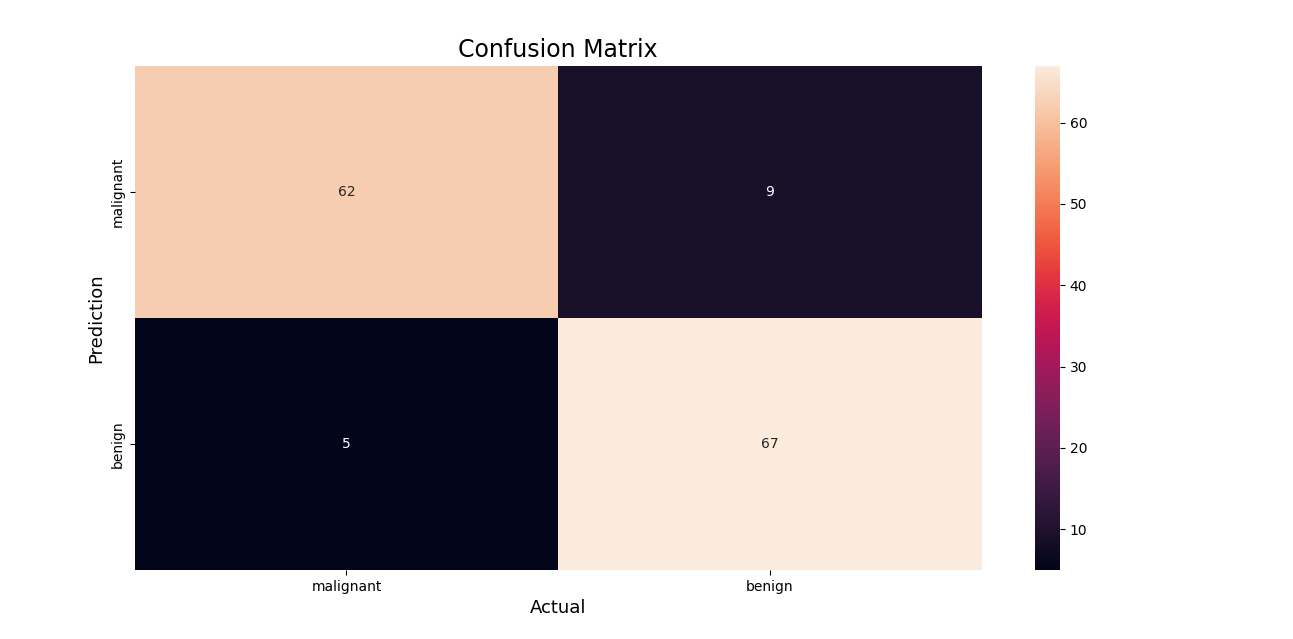 Confusion Matrix
malignant
benign
Prediction
62
9
5
67
malignant
benign
Actual
60
50
40
30
20
10